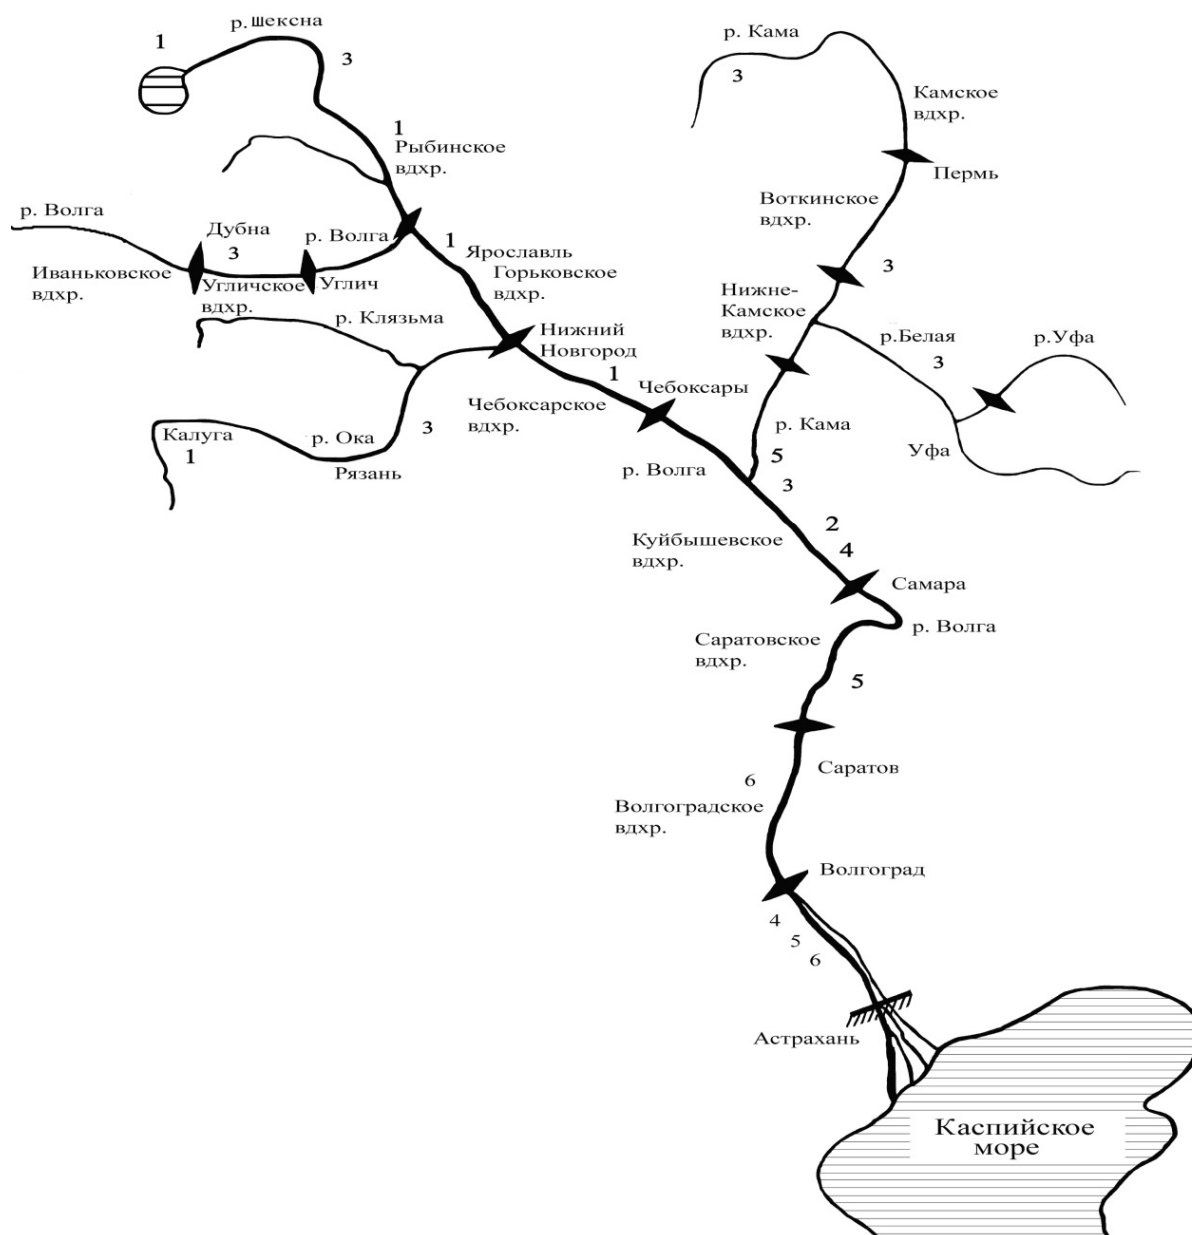 р. Шексна
1
3
р. Кама
3
Камское
вдхр.
1
Рыбинское
вдхр.
Пермь
Воткинское
вдхр.
р. Волга
Дубна
3
р. Волга
1
Ярославль
Горьковское
вдхр.
Иваньковское
вдхр.
Угличское
вдхр.
Углич
3
Нижне-
Камское
вдхр.
р. Клязьма
Нижний
Новгород
р.Белая
3
р.Уфа
1
Чебоксары
Чебоксарское
вдхр.
Калуга
1
р. Ока
3
Рязань
р. Кама
5
3
Уфа
р. Волга
2
4
Куйбышевское
вдхр.
Самара
р. Волга
Саратовское
вдхр.
5
Саратов
6
Волгоградское
вдхр.
Волгоград
4
5
6
Астрахань
Каспийское
море